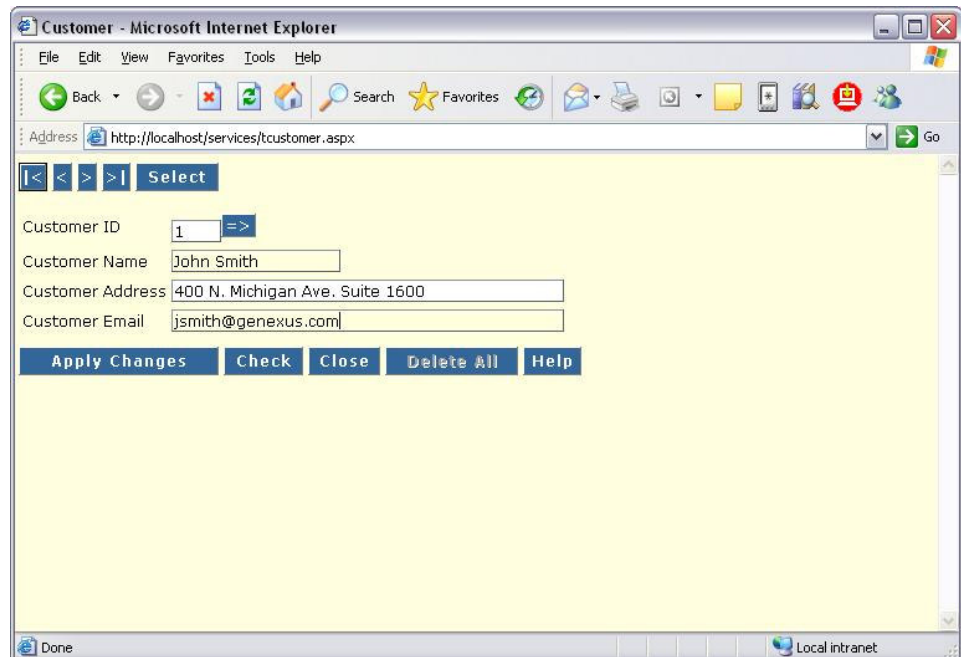 Customer - Microsoft Internet Explorer
File Edit View Favorites Tools Help
Back Search Favorites
Address http://localhost/services/tcustomer.aspx Go
|< < > >| Select
Customer ID 1 =>
Customer Name John Smith
Customer Address 400 N. Michigan Ave. Suite 1600
Customer Email jsmith@genexus.com
Apply Changes Check Close Delete All Help
Done Local intranet